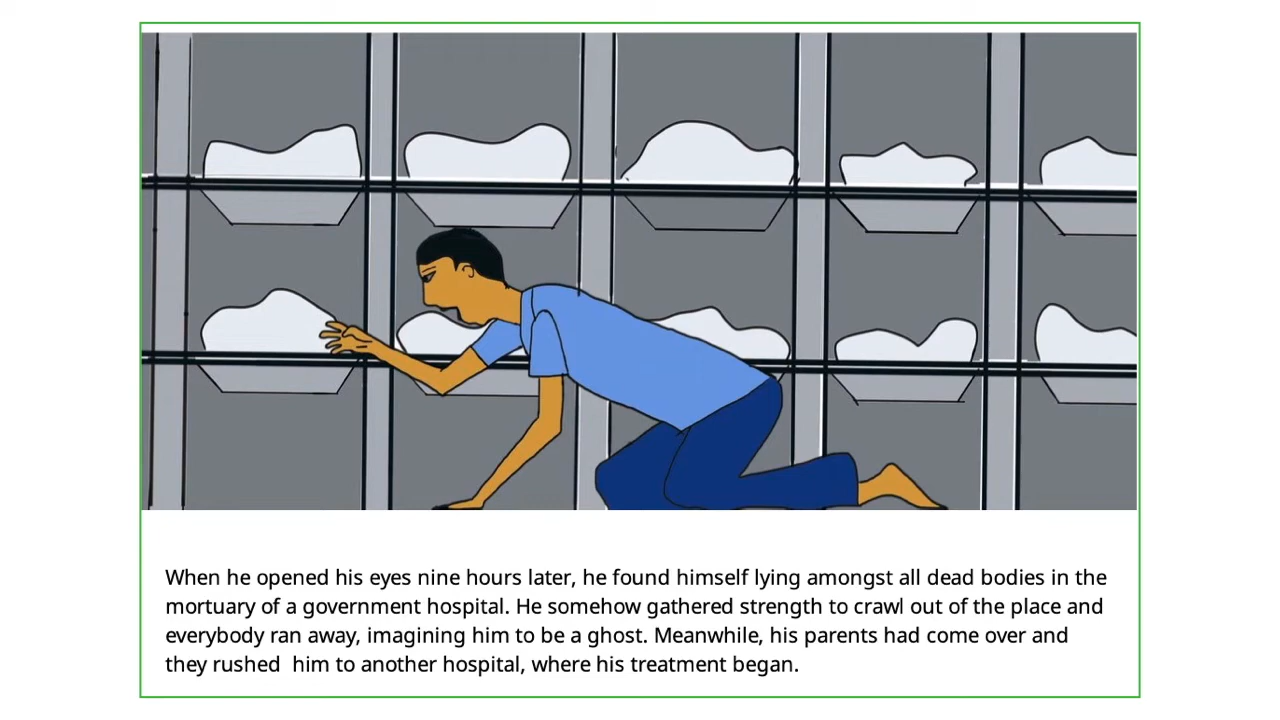 When he opened his eyes nine hours later, he found himself lying amongst all dead bodies in the
mortuary of a government hospital. He somehow gathered strength to crawl out of the place and
everybody ran away, imagining him to be a ghost. Meanwhile, his parents had come over and
they rushed  him to another hospital, where his treatment began.